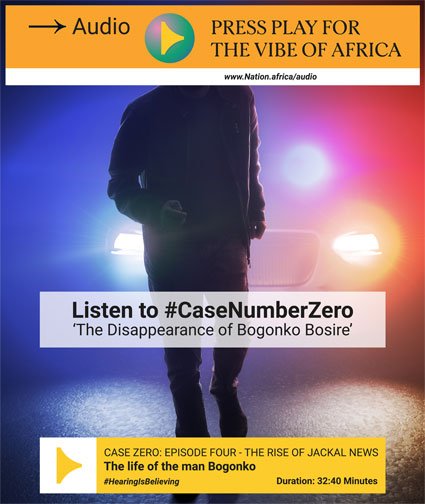 Audio
PRESS PLAY FOR
THE VIBE OF AFRICA
www.Nation.africa/audio
Listen to #CaseNumberZero
‘The Disappearance of Bogonko Bosire’
CASE ZERO: EPISODE FOUR - THE RISE OF JACKAL NEWS
The life of the man Bogonko
#HearingIsBelieving
Duration: 32:40 Minutes